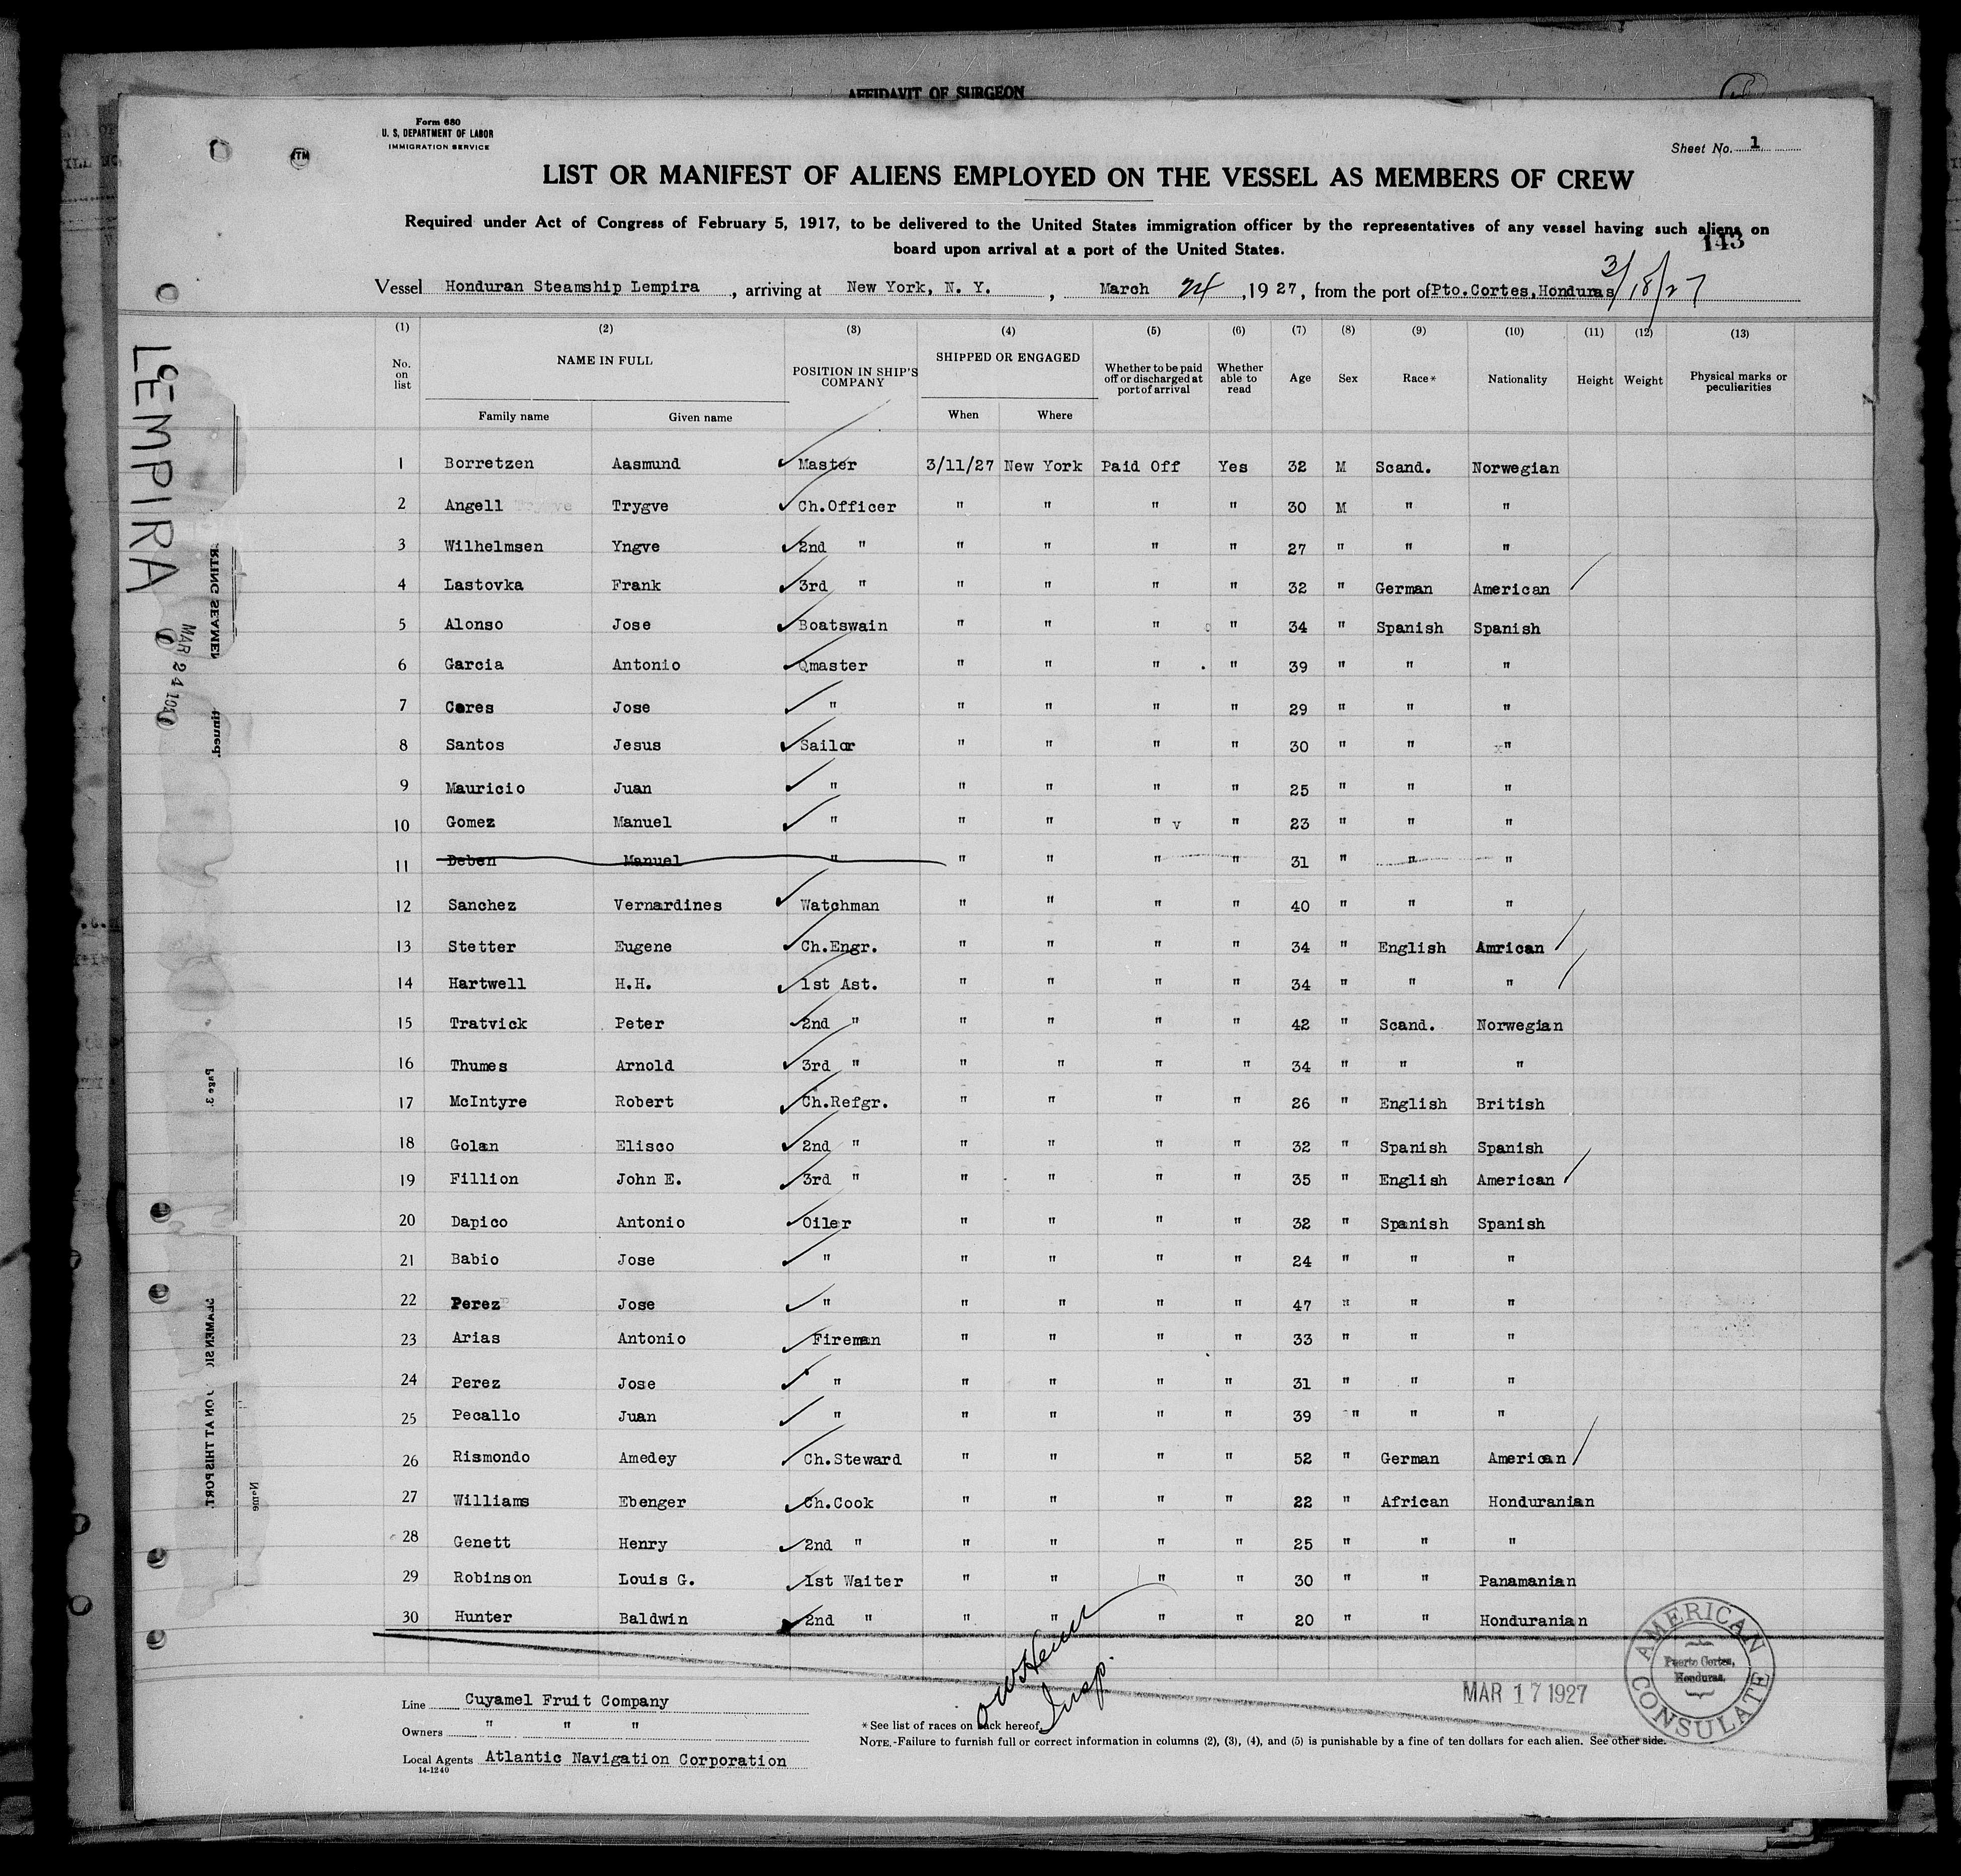 AFFIDAVIT OF SURGEON
Form 680
U. S. DEPARTMENT OF LABOR
IMMIGRATION SERVICE
Sheet No. 1
LIST OR MANIFEST OF ALIENS EMPLOYED ON THE VESSEL AS MEMBERS OF CREW
Required under Act of Congress of February 5, 1917, to be delivered to the United States immigration officer by the representatives of any vessel having such aliens on
board upon arrival at a port of the United States.
143
Vessel Honduran Steamship Lempira, arriving at New York, N. Y., March 24, 1927, from the port of Pto.Cortes,Honduras 3/18/27
(1) (2) (3) (4) (5) (6) (7) (8) (9) (10) (11) (12) (13)
No. on list NAME IN FULL POSITION IN SHIP'S COMPANY SHIPPED OR ENGAGED Whether to be paid off or discharged at port of arrival Whether able to read Age Sex Race* Nationality Height Weight Physical marks or peculiarities
Family name Given name When Where
1 Borretzen Aasmund Master 3/11/27 New York Paid Off Yes 32 M Scand. Norwegian
2 Angell Trygve Ch.Officer " " " " 30 M " "
3 Wilhelmsen Yngve 2nd " " " " " 27 " " "
4 Lastovka Frank 3rd " " " " " 32 " German American
5 Alonso Jose Boatswain " " " " 34 " Spanish Spanish
6 Garcia Antonio Qmaster " " " " 39 " " "
7 Cares Jose " " " " " 29 " " "
8 Santos Jesus Sailor " " " " 30 " " "
9 Mauricio Juan " " " " " 25 " " "
10 Gomez Manuel " " " " v " 23 " " "
11 Deben Manuel " " " " " 31 " " "
12 Sanchez Vernardines Watchman " " " " 40 " " "
13 Stetter Eugene Ch.Engr. " " " " 34 " English Amrican
14 Hartwell H.H. 1st Ast. " " " " 34 " " "
15 Tratvick Peter 2nd " " " " " 42 " Scand. Norwegian
16 Thumes Arnold 3rd " " " " " 34 " " "
17 McIntyre Robert Ch.Refgr. " " " " 26 " English British
18 Golan Elisco 2nd " " " " " 32 " Spanish Spanish
19 Fillion John E. 3rd " " " " " 35 " English American
20 Dapico Antonio Oiler " " " " 32 " Spanish Spanish
21 Babio Jose " " " " " 24 " " "
22 Perez Jose " " " " " 47 " " "
23 Arias Antonio Fireman " " " " 33 " " "
24 Perez Jose " " " " " 31 " " "
25 Pecallo Juan " " " " " 39 " " "
26 Rismondo Amedey Ch.Steward " " " " 52 " German American
27 Williams Ebenger Ch.Cook " " " " 22 " African Honduranian
28 Genett Henry 2nd " " " " " 25 " " "
29 Robinson Louis G. 1st Waiter " " " " 30 " " Panamanian
30 Hunter Baldwin 2nd " " " " " 20 " " Honduranian
Insp.
Line Cuyamel Fruit Company
Owners " " "
Local Agents Atlantic Navigation Corporation
14-1240
* See list of races on back hereof.
NOTE.-Failure to furnish full or correct information in columns (2), (3), (4), and (5) is punishable by a fine of ten dollars for each alien. See other side.
MAR 17 1927
AMERICAN CONSULATE
Puerto Cortes,
Honduras.
LEMPIRA
MAR 24
RTING SEAMEN
tinued.
Page 3.
ON AT THIS PORT.
Name